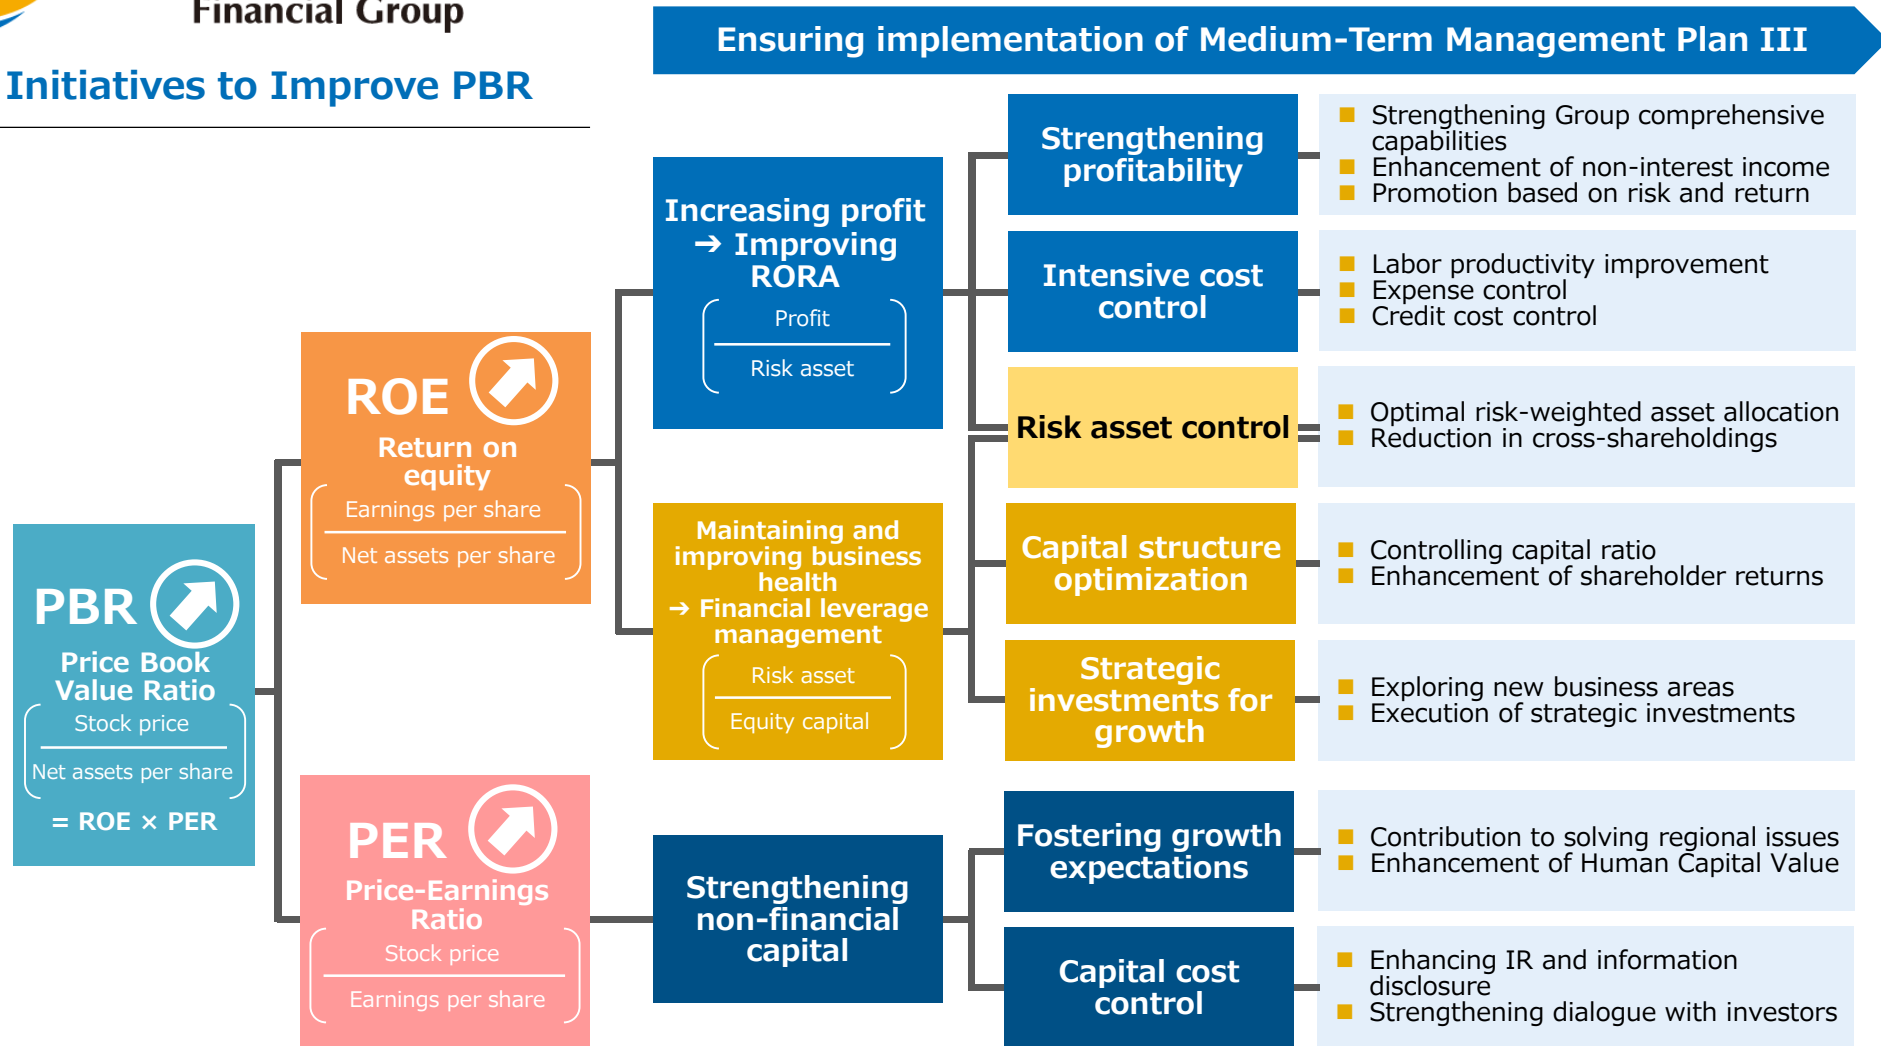 Financial Group
Initiatives to Improve PBR
Ensuring implementation of Medium-Term Management Plan III
PBR
Price Book
Value Ratio
Stock price
Net assets per share
= ROE × PER
ROE
Return on
equity
Earnings per share
Net assets per share
PER
Price-Earnings
Ratio
Stock price
Earnings per share
Increasing profit
➔ Improving
RORA
Profit
Risk asset
Maintaining and
improving business
health
➔ Financial leverage
management
Risk asset
Equity capital
Strengthening
non-financial
capital
Strengthening
profitability
■ Strengthening Group comprehensive
capabilities
■ Enhancement of non-interest income
■ Promotion based on risk and return
Intensive cost
control
■ Labor productivity improvement
■ Expense control
■ Credit cost control
Risk asset control
■ Optimal risk-weighted asset allocation
■ Reduction in cross-shareholdings
Capital structure
optimization
■ Controlling capital ratio
■ Enhancement of shareholder returns
Strategic
investments for
growth
■ Exploring new business areas
■ Execution of strategic investments
Fostering growth
expectations
■ Contribution to solving regional issues
■ Enhancement of Human Capital Value
Capital cost
control
■ Enhancing IR and information
disclosure
■ Strengthening dialogue with investors